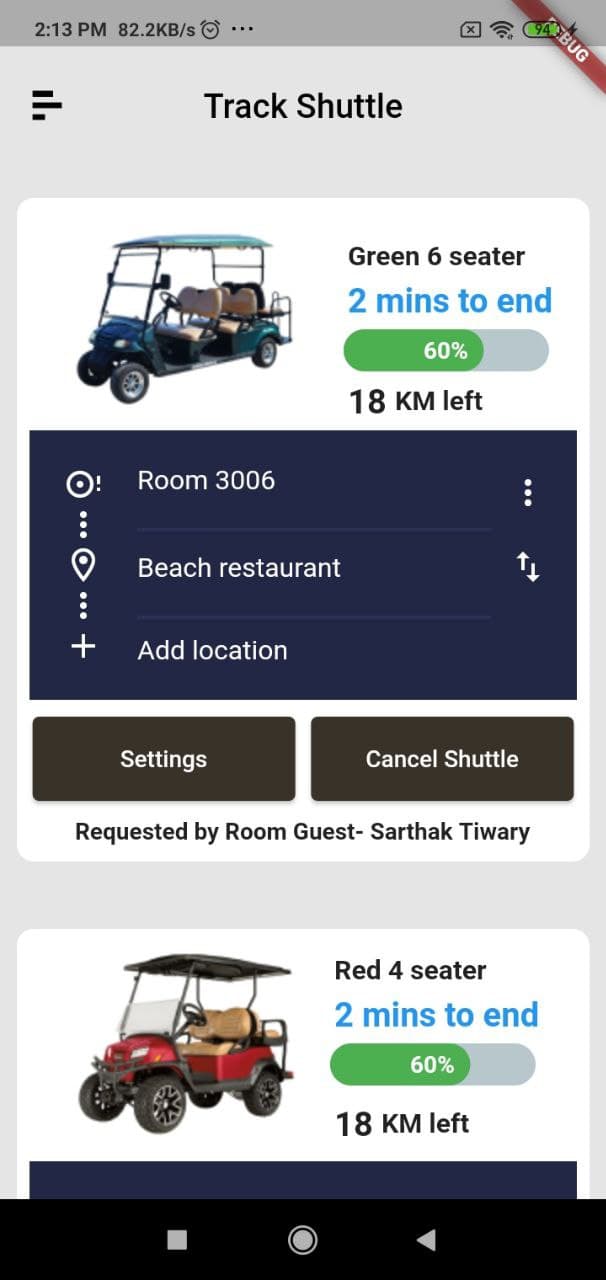 2:13 PM 82.2KB/s ...
94
DEBUG
Track Shuttle
Green 6 seater
2 mins to end
60%
18 KM left
Room 3006
Beach restaurant
Add location
Settings
Cancel Shuttle
Requested by Room Guest- Sarthak Tiwary
Red 4 seater
2 mins to end
60%
18 KM left